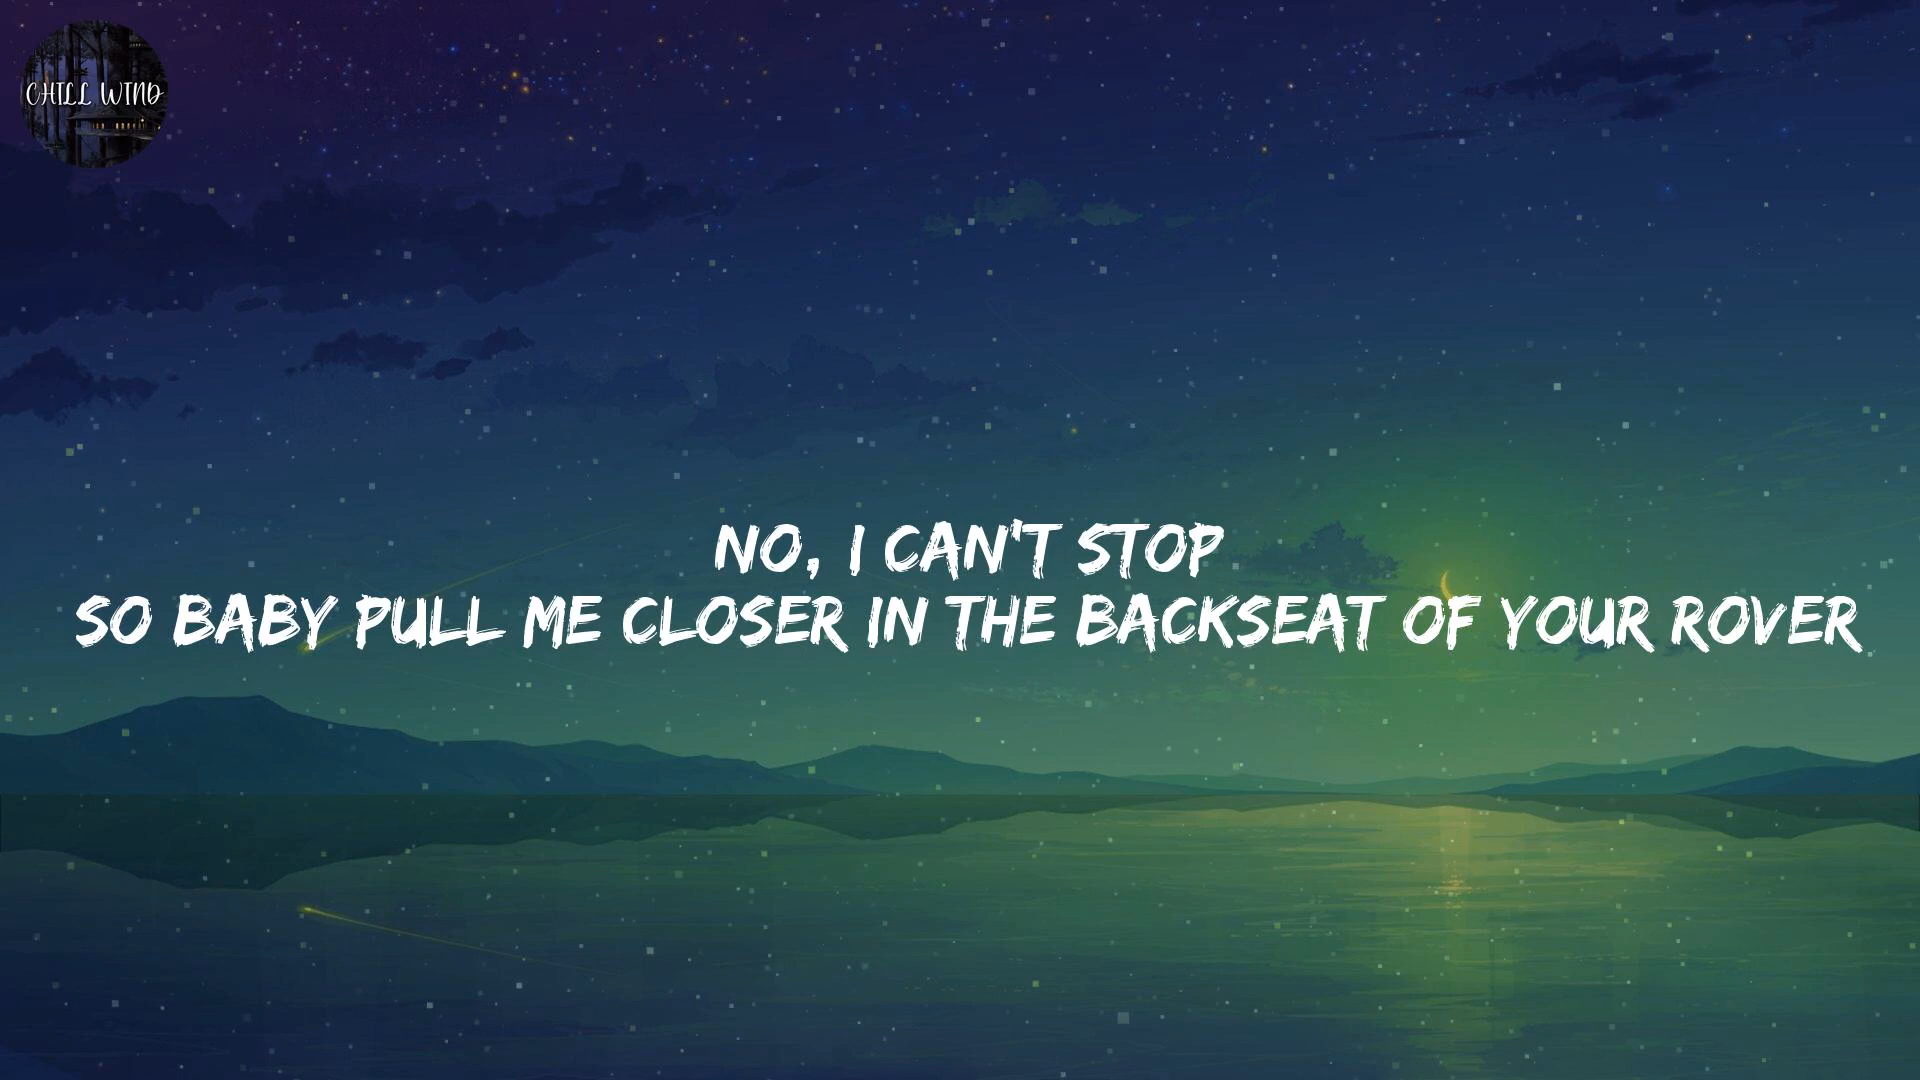 CHILL WIND
NO, I CAN'T STOP
SO BABY PULL ME CLOSER IN THE BACKSEAT OF YOUR ROVER